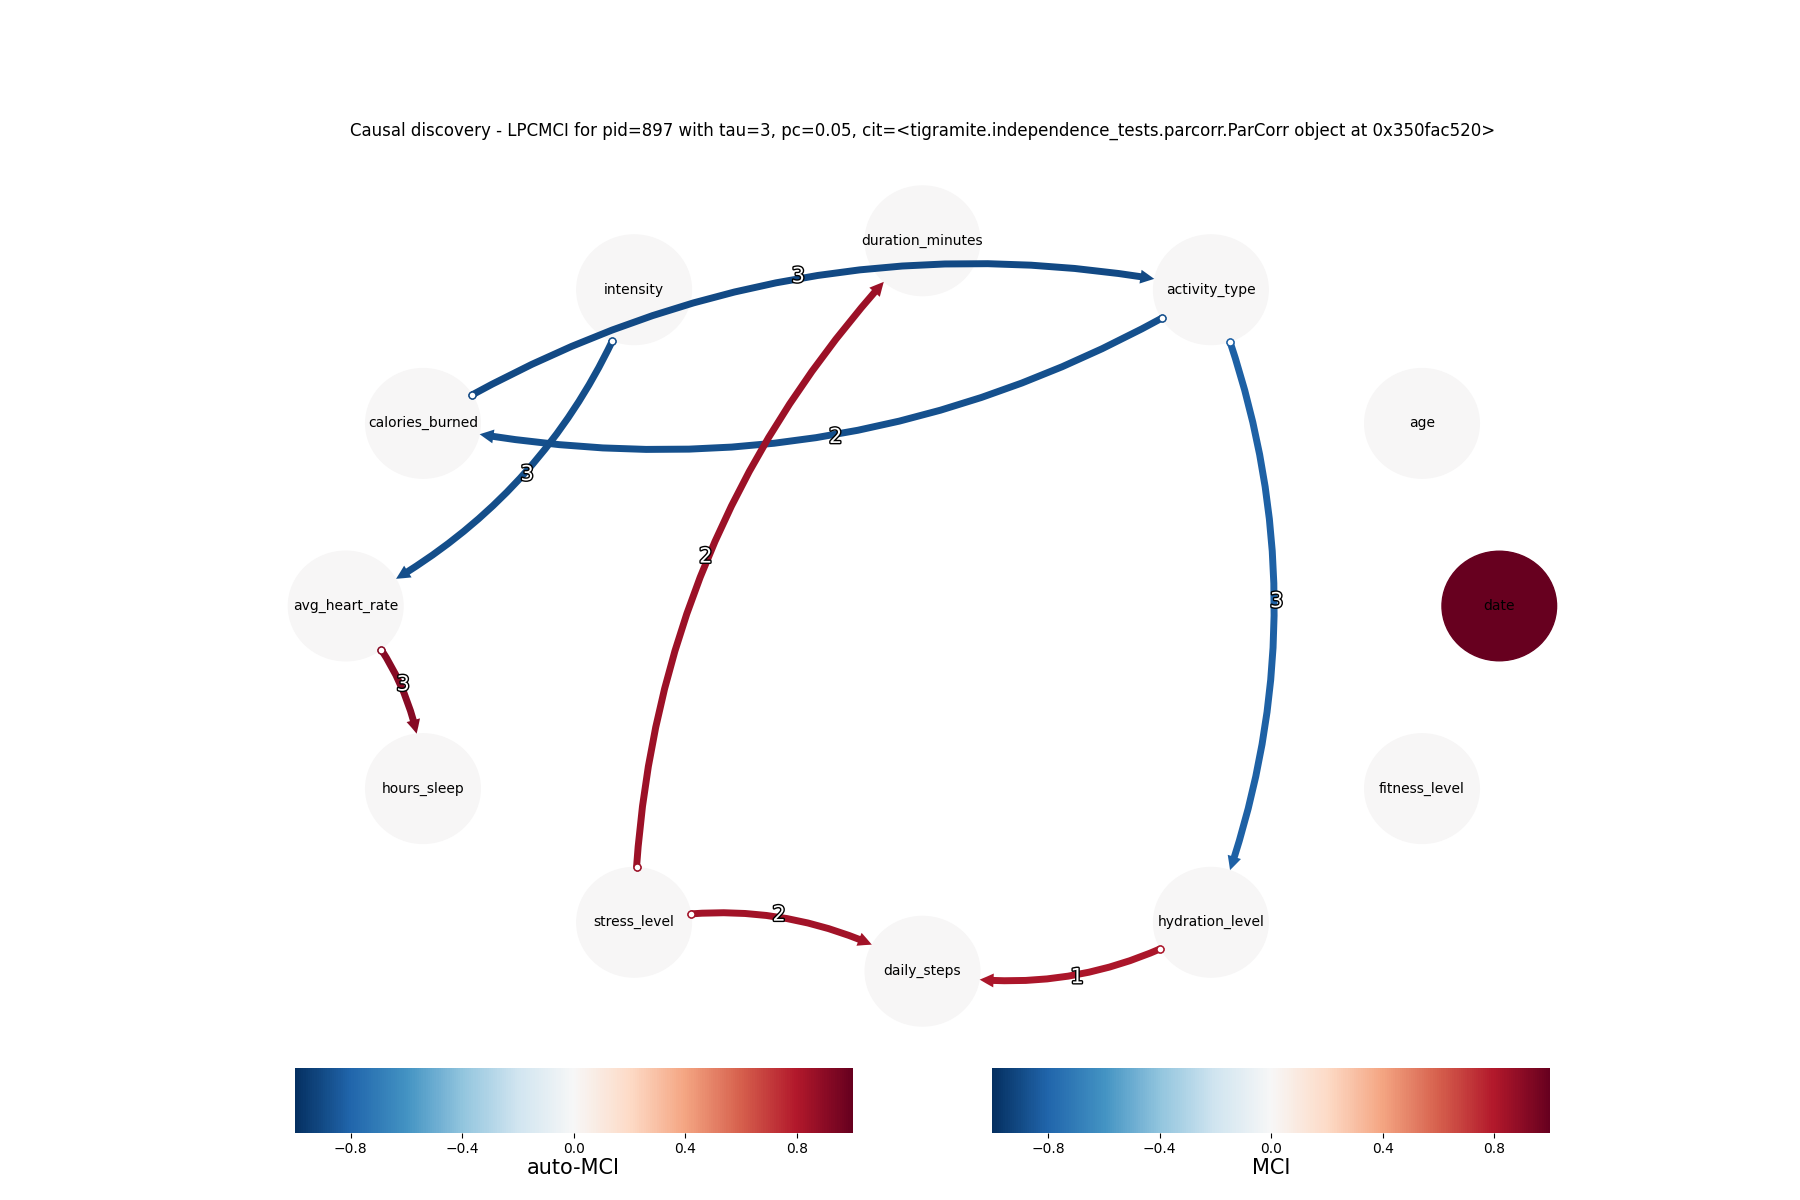 Causal discovery - LPCMCI for pid=897 with tau=3, pc=0.05, cit=<tigramite.independence_tests.parcorr.ParCorr object at 0x350fac520>
duration_minutes
intensity
activity_type
3
calories_burned
age
2
3
2
avg_heart_rate
3
date
3
hours_sleep
fitness_level
stress_level
2
hydration_level
daily_steps
1
−0.8 −0.4 0.0 0.4 0.8
auto-MCI
−0.8 −0.4 0.0 0.4 0.8
MCI